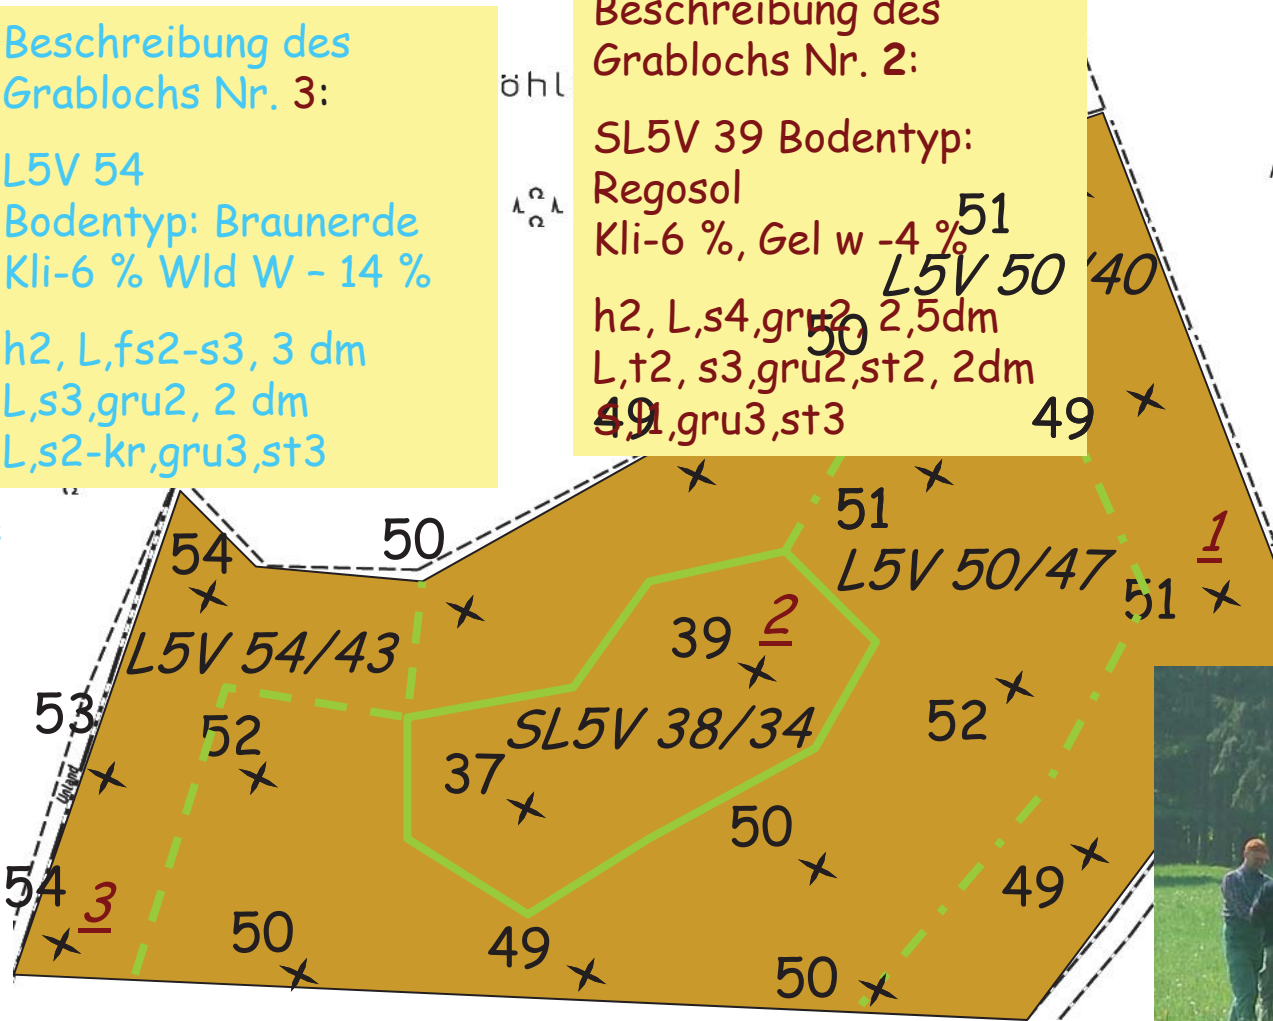 Beschreibung des
Grablochs Nr. 3:
L5V 54
Bodentyp: Braunerde
Kli-6 % Wld W – 14 %
h2, L,fs2-s3, 3 dm
L,s3,gru2, 2 dm
L,s2-kr,gru3,st3
öhl
Beschreibung des
Grablochs Nr. 2:
SL5V 39 Bodentyp:
Regosol
Kli-6 %, Gel w -4 %
h2, L,s4,gru2, 2,5dm
L,t2, s3,gru2,st2, 2dm
S,l1,gru3,st3
51
L5V 50/40
50
49
49
51
50
54
L5V 50/47
1
51
2
39
L5V 54/43
53
52
SL5V 38/34
52
37
Unland
50
54
3
49
50
49
50